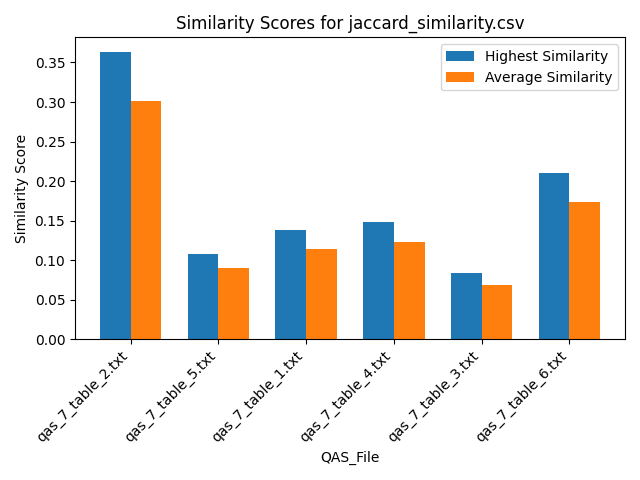 Similarity Scores for jaccard_similarity.csv
Highest Similarity
Average Similarity
Similarity Score
0.35
0.30
0.25
0.20
0.15
0.10
0.05
0.00
qas_7_table_2.txt
qas_7_table_5.txt
qas_7_table_1.txt
qas_7_table_4.txt
qas_7_table_3.txt
qas_7_table_6.txt
QAS_File